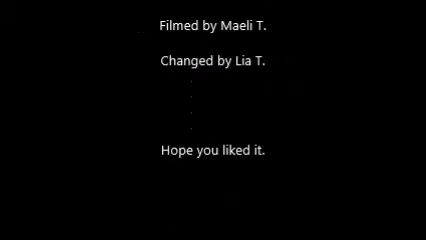 Filmed by Maeli T.
Changed by Lia T.
.
.
.
.
Hope you liked it.